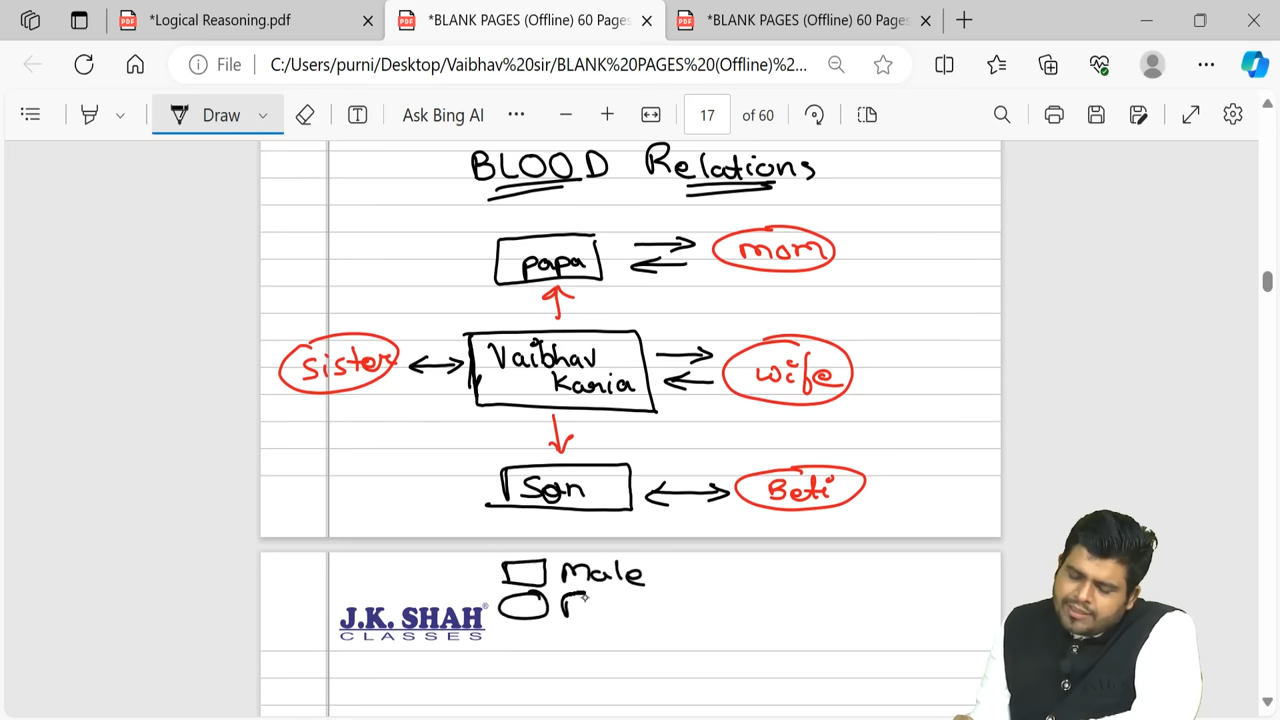 *Logical Reasoning.pdf
*BLANK PAGES (Offline) 60 Pages
*BLANK PAGES (Offline) 60 Pages
File
C:/Users/purni/Desktop/Vaibhav%20sir/BLANK%20PAGES%20(Offline)%2...
Draw
Ask Bing AI
17
of 60
BLOOD Relations
papa
mom
sister
Vaibhav
Karia
wife
Son
Beti
Male
F
J.K. SHAH®
CLASSES